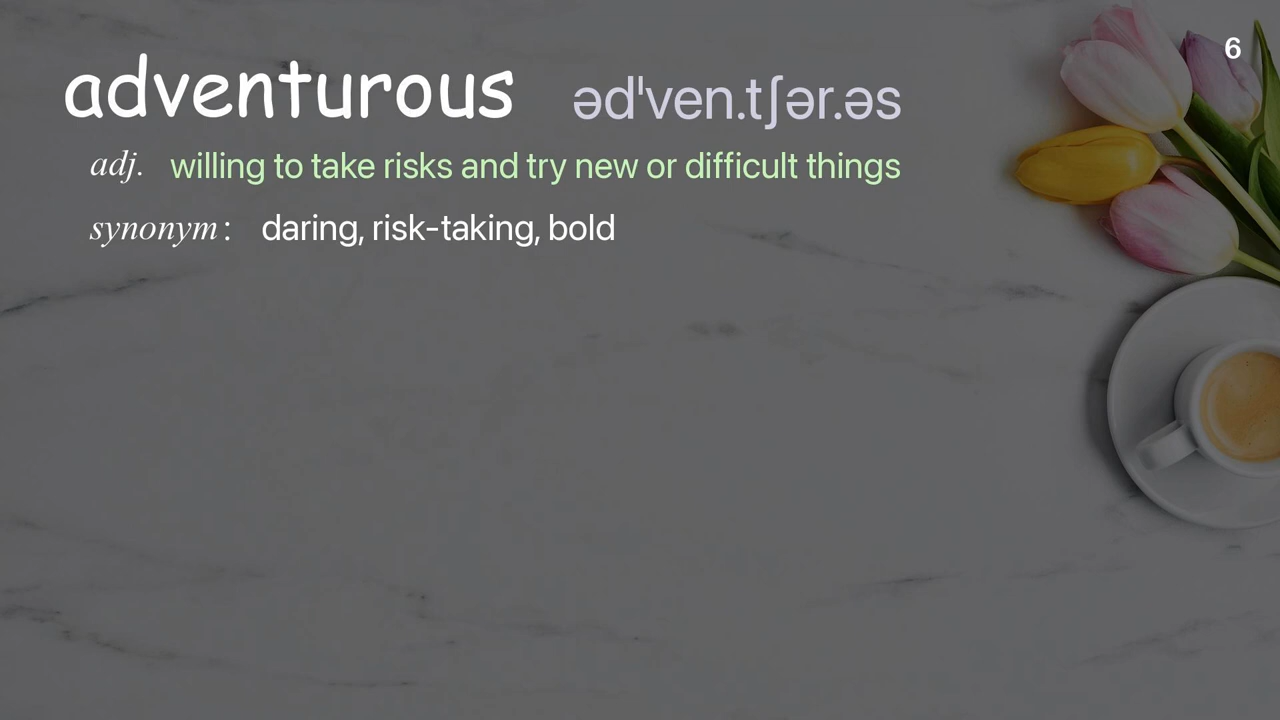 6
adventurous əd'ven.tʃər.əs
adj. willing to take risks and try new or difficult things
synonym: daring, risk-taking, bold